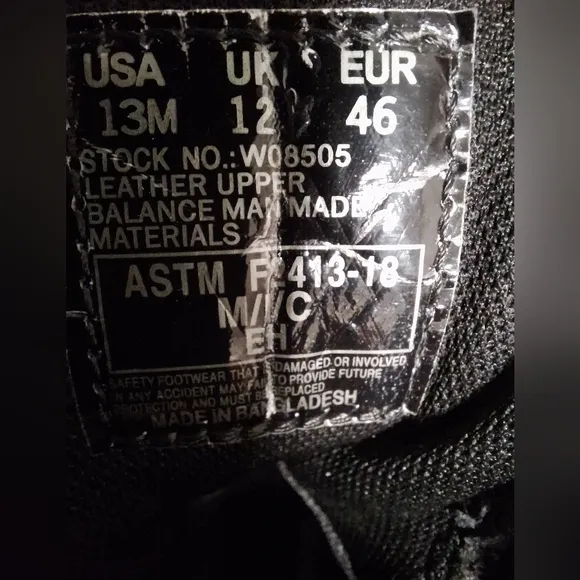 USA UK EUR
13M 12 46
STOCK NO.:W08505
LEATHER UPPER
BALANCE MAN MADE
MATERIALS
ASTM F2413-18
M/I/C
EH
SAFETY FOOTWEAR THAT IS DAMAGED OR INVOLVED
IN ANY ACCIDENT MAY FAIL TO PROVIDE FUTURE
PROTECTION AND MUST BE REPLACED
MADE IN BANGLADESH